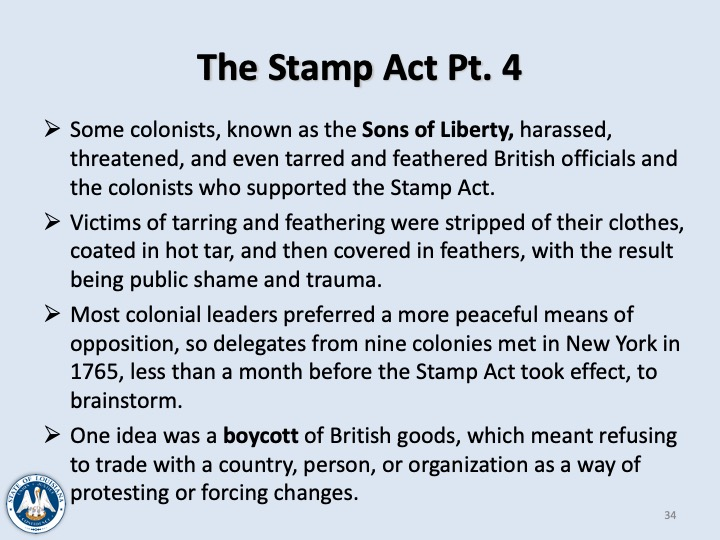 The Stamp Act Pt. 4
➢ Some colonists, known as the Sons of Liberty, harassed,
threatened, and even tarred and feathered British officials and
the colonists who supported the Stamp Act.
➢ Victims of tarring and feathering were stripped of their clothes,
coated in hot tar, and then covered in feathers, with the result
being public shame and trauma.
➢ Most colonial leaders preferred a more peaceful means of
opposition, so delegates from nine colonies met in New York in
1765, less than a month before the Stamp Act took effect, to
brainstorm.
➢ One idea was a boycott of British goods, which meant refusing
to trade with a country, person, or organization as a way of
protesting or forcing changes.
STATE OF LOUISIANA
34